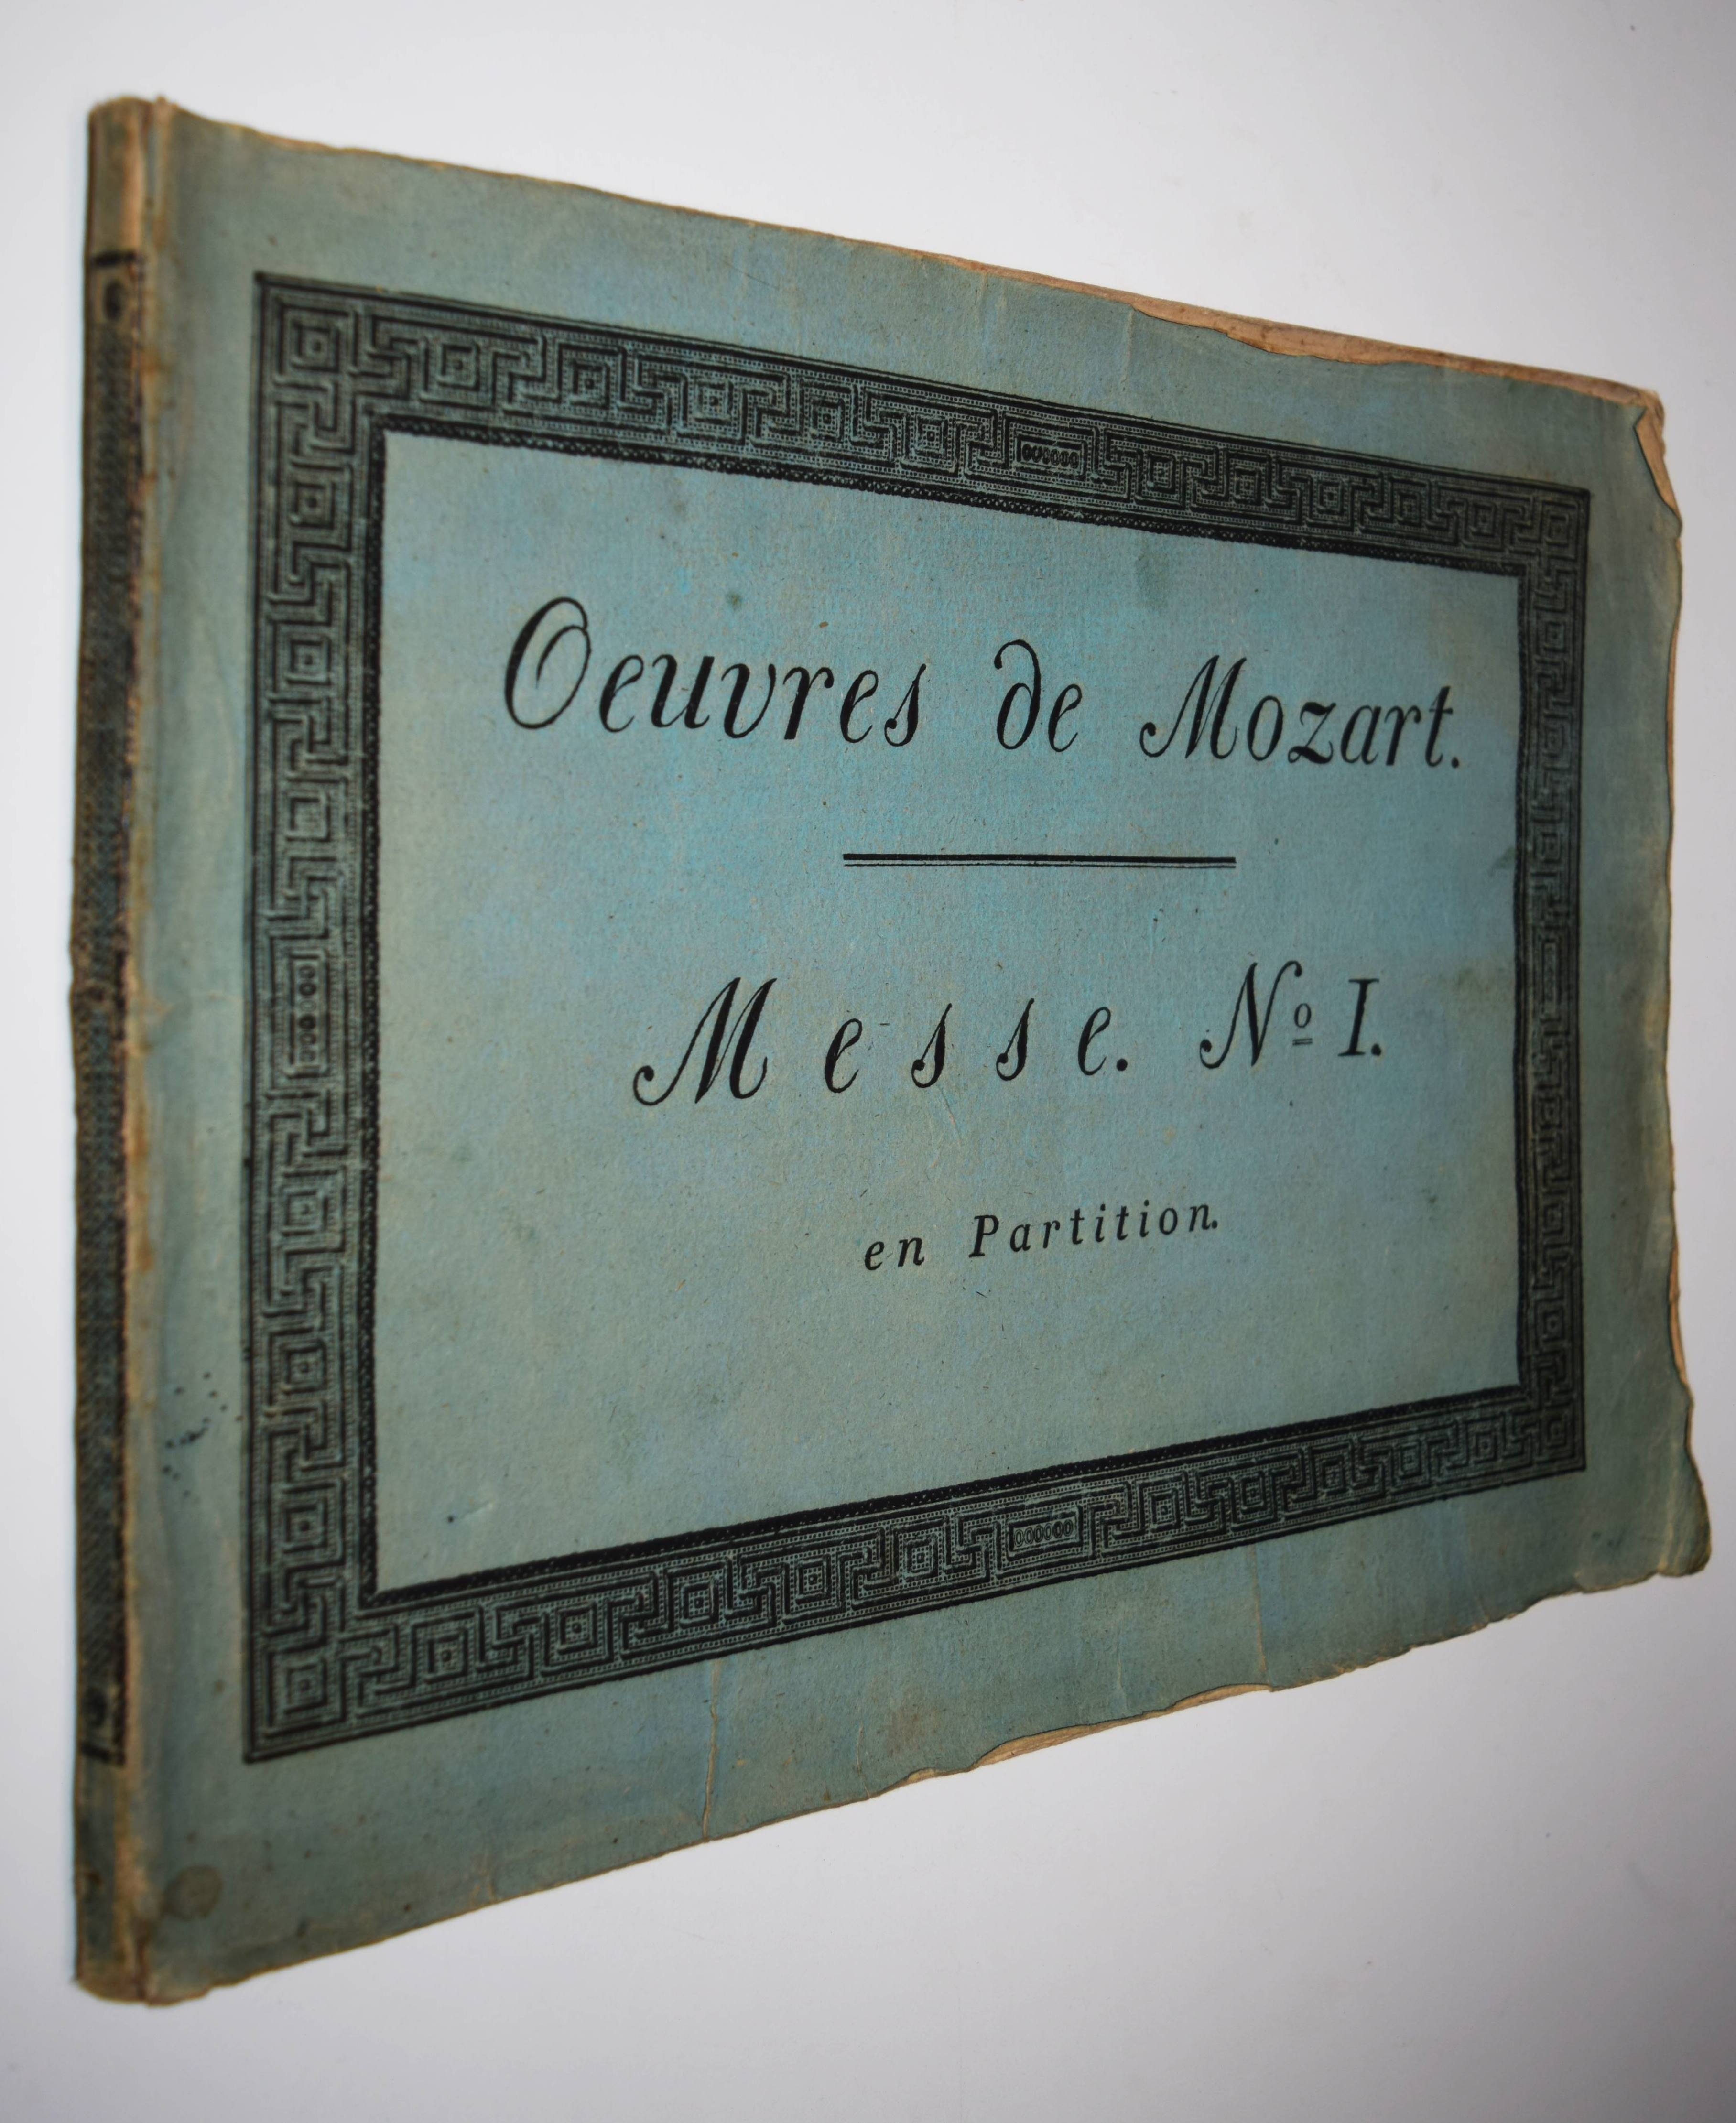 Oeuvres de Mozart.
Messe. Nº I.
en Partition.